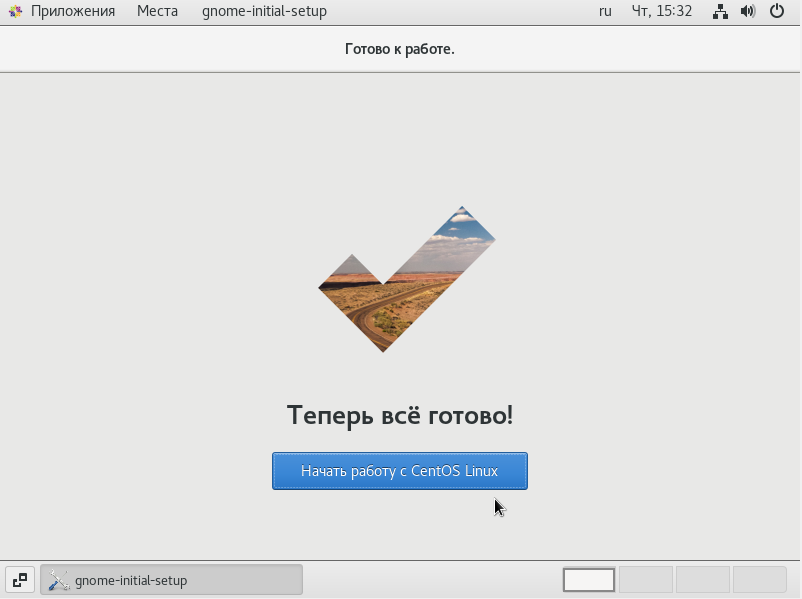 Приложения Места gnome-initial-setup ru Чт, 15:32
Готово к работе.
Теперь всё готово!
Начать работу с CentOS Linux
gnome-initial-setup